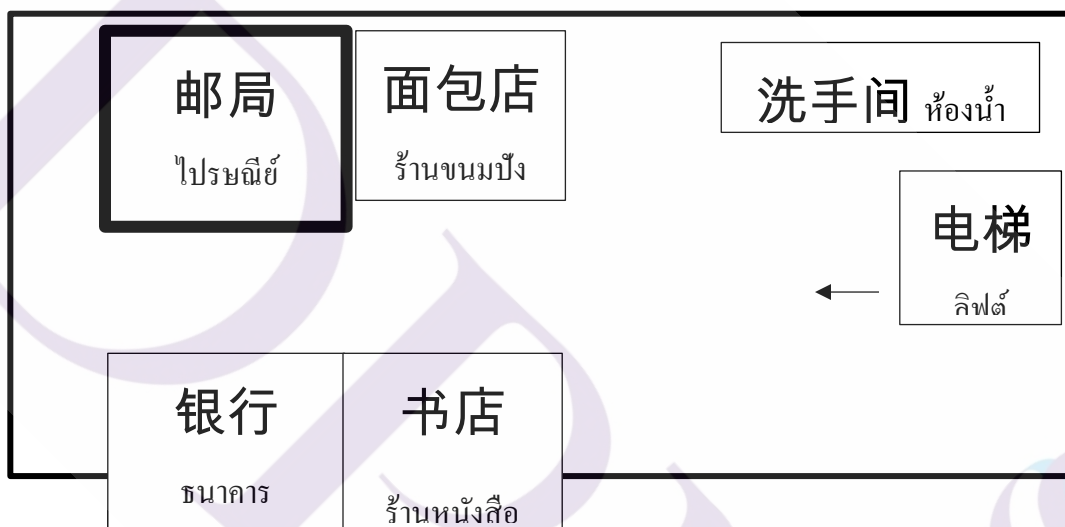 邮局
ไปรษณีย์
面包店
ร้านขนมปัง
洗手间 ห้องน้ำ
电梯
ลิฟต์
银行
ธนาคาร
书店
ร้านหนังสือ